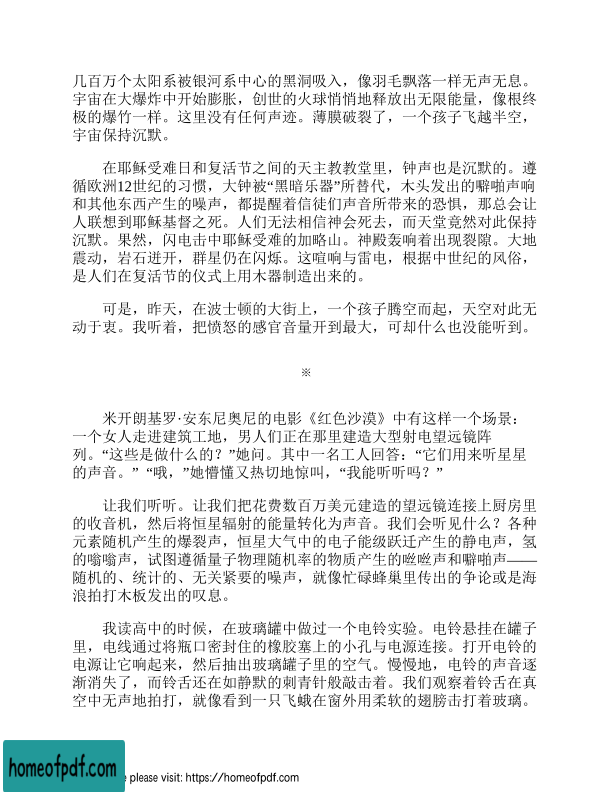 几百万个太阳系被银河系中心的黑洞吸入，像羽毛飘落一样无声无息。
宇宙在大爆炸中开始膨胀，创世的火球悄悄地释放出无限能量，像根终
极的爆竹一样。这里没有任何声迹。薄膜破裂了，一个孩子飞越半空，
宇宙保持沉默。
在耶稣受难日和复活节之间的天主教教堂里，钟声也是沉默的。遵
循欧洲12世纪的习惯，大钟被“黑暗乐器”所替代，木头发出的噼啪声响
和其他东西产生的噪声，都提醒着信徒们声音所带来的恐惧，那总会让
人联想到耶稣基督之死。人们无法相信神会死去，而天堂竟然对此保持
沉默。果然，闪电击中耶稣受难的加略山。神殿轰响着出现裂隙。大地
震动，岩石迸开，群星仍在闪烁。这喧响与雷电，根据中世纪的风俗，
是人们在复活节的仪式上用木器制造出来的。
可是，昨天，在波士顿的大街上，一个孩子腾空而起，天空对此无
动于衷。我听着，把愤怒的感官音量开到最大，可却什么也没能听到。
※
米开朗基罗·安东尼奥尼的电影《红色沙漠》中有这样一个场景：
一个女人走进建筑工地，男人们正在那里建造大型射电望远镜阵
列。“这些是做什么的？”她问。其中一名工人回答：“它们用来听星星
的声音。” “哦，”她懵懂又热切地惊叫，“我能听听吗？”
让我们听听。让我们把花费数百万美元建造的望远镜连接上厨房里
的收音机，然后将恒星辐射的能量转化为声音。我们会听见什么？各种
元素随机产生的爆裂声，恒星大气中的电子能级跃迁产生的静电声，氢
的嗡嗡声，试图遵循量子物理随机率的物质产生的咝咝声和噼啪声——
随机的、统计的、无关紧要的噪声，就像忙碌蜂巢里传出的争论或是海
浪拍打木板发出的叹息。
我读高中的时候，在玻璃罐中做过一个电铃实验。电铃悬挂在罐子
里，电线通过将瓶口密封住的橡胶塞上的小孔与电源连接。打开电铃的
电源让它响起来，然后抽出玻璃罐子里的空气。慢慢地，电铃的声音逐
渐消失了，而铃舌还在如静默的刺青针般敲击着。我们观察着铃舌在真
空中无声地拍打，就像看到一只飞蛾在窗外用柔软的翅膀击打着玻璃。
homeofpdf.com
please visit: https://homeofpdf.com